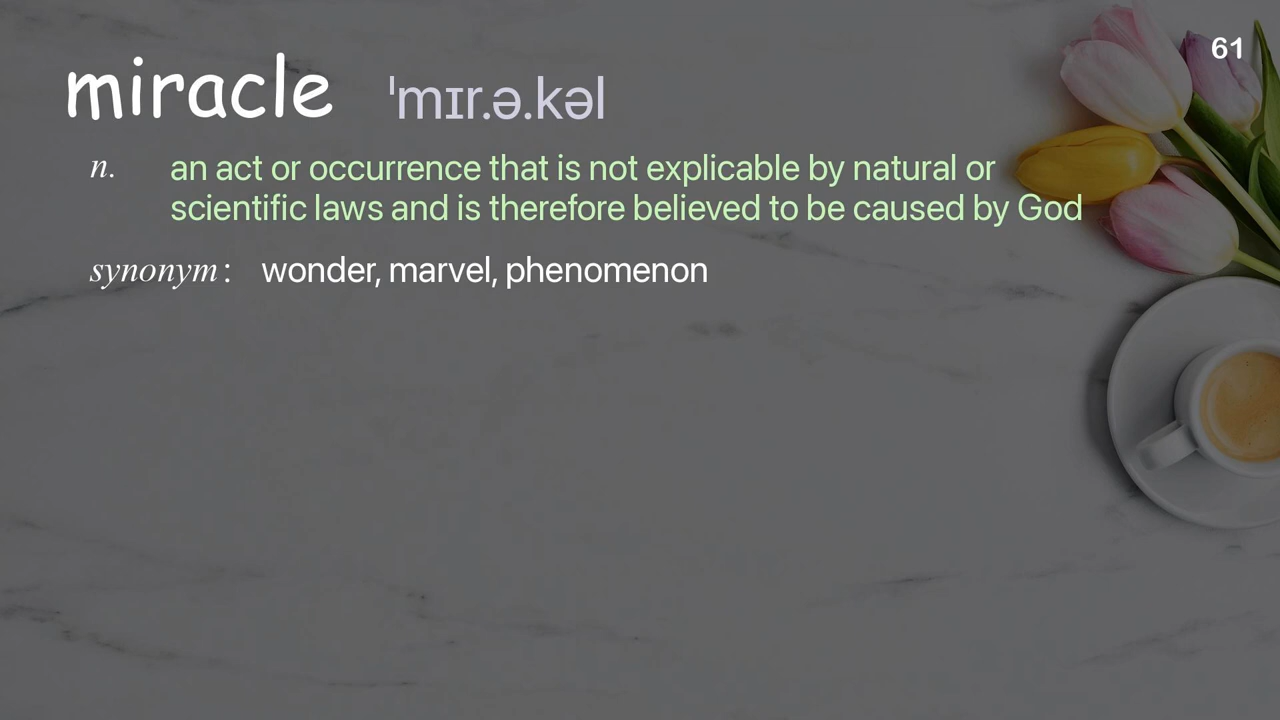 61
miracle ˈmɪr.ə.kəl
n. an act or occurrence that is not explicable by natural or
scientific laws and is therefore believed to be caused by God
synonym: wonder, marvel, phenomenon